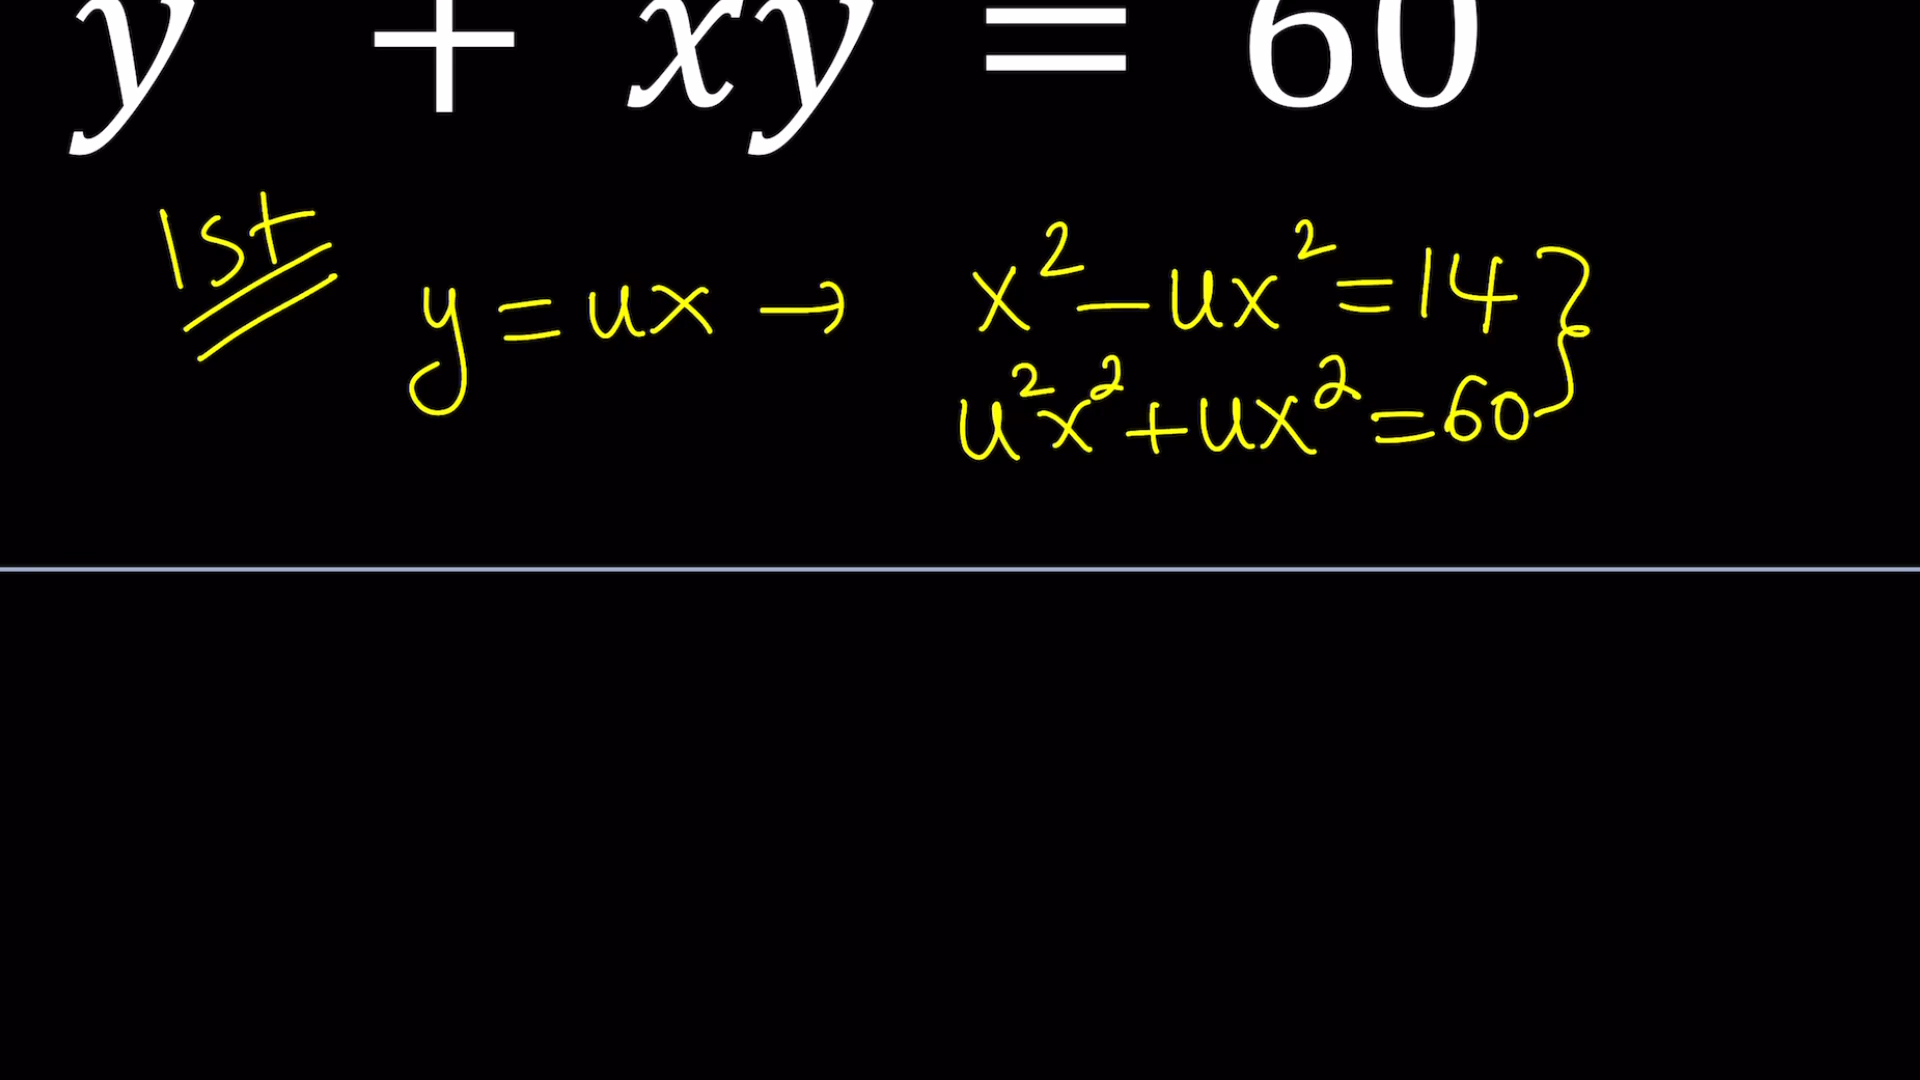 y + xy = 60
1st
y = ux → x² - ux² = 14 }
u²x² + ux² = 60